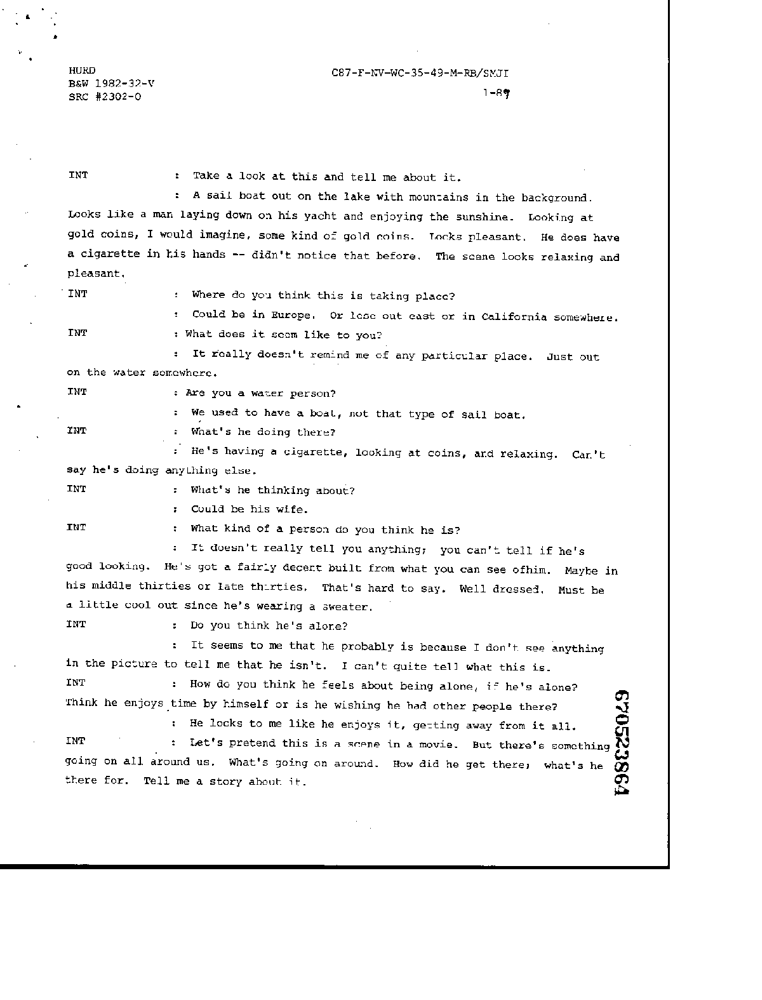 HURD
B&W 1982-32-V
SRC #2302-O
C87-F-NV-WC-35-49-M-RB/SMJI
1-87
INT : Take a look at this and tell me about it.
: A sail boat out on the lake with mountains in the background.
Looks like a man laying down on his yacht and enjoying the sunshine. Looking at
gold coins, I would imagine, some kind of gold coins. Looks pleasant. He does have
a cigarette in his hands -- didn't notice that before. The scene looks relaxing and
pleasant.
INT : Where do you think this is taking place?
: Could be in Europe. Or lese out east or in California somewhere.
INT : What does it seem like to you?
: It really doesn't remind me of any particular place. Just out
on the water somewhere.
INT : Are you a water person?
: We used to have a boat, not that type of sail boat.
INT : What's he doing there?
: He's having a cigarette, looking at coins, and relaxing. Can't
say he's doing anything else.
INT : What's he thinking about?
: Could be his wife.
INT : What kind of a person do you think he is?
: It doesn't really tell you anything; you can't tell if he's
good looking. He's got a fairly decent built from what you can see ofhim. Maybe in
his middle thirties or late thirties. That's hard to say. Well dressed. Must be
a little cool out since he's wearing a sweater.
INT : Do you think he's alone?
: It seems to me that he probably is because I don't see anything
in the picture to tell me that he isn't. I can't quite tell what this is.
INT : How do you think he feels about being alone, if he's alone?
Think he enjoys time by himself or is he wishing he had other people there?
: He looks to me like he enjoys it, getting away from it all.
INT : Let's pretend this is a scene in a movie. But there's something
going on all around us. What's going on around. How did he get there; what's he
there for. Tell me a story about it.
670523864